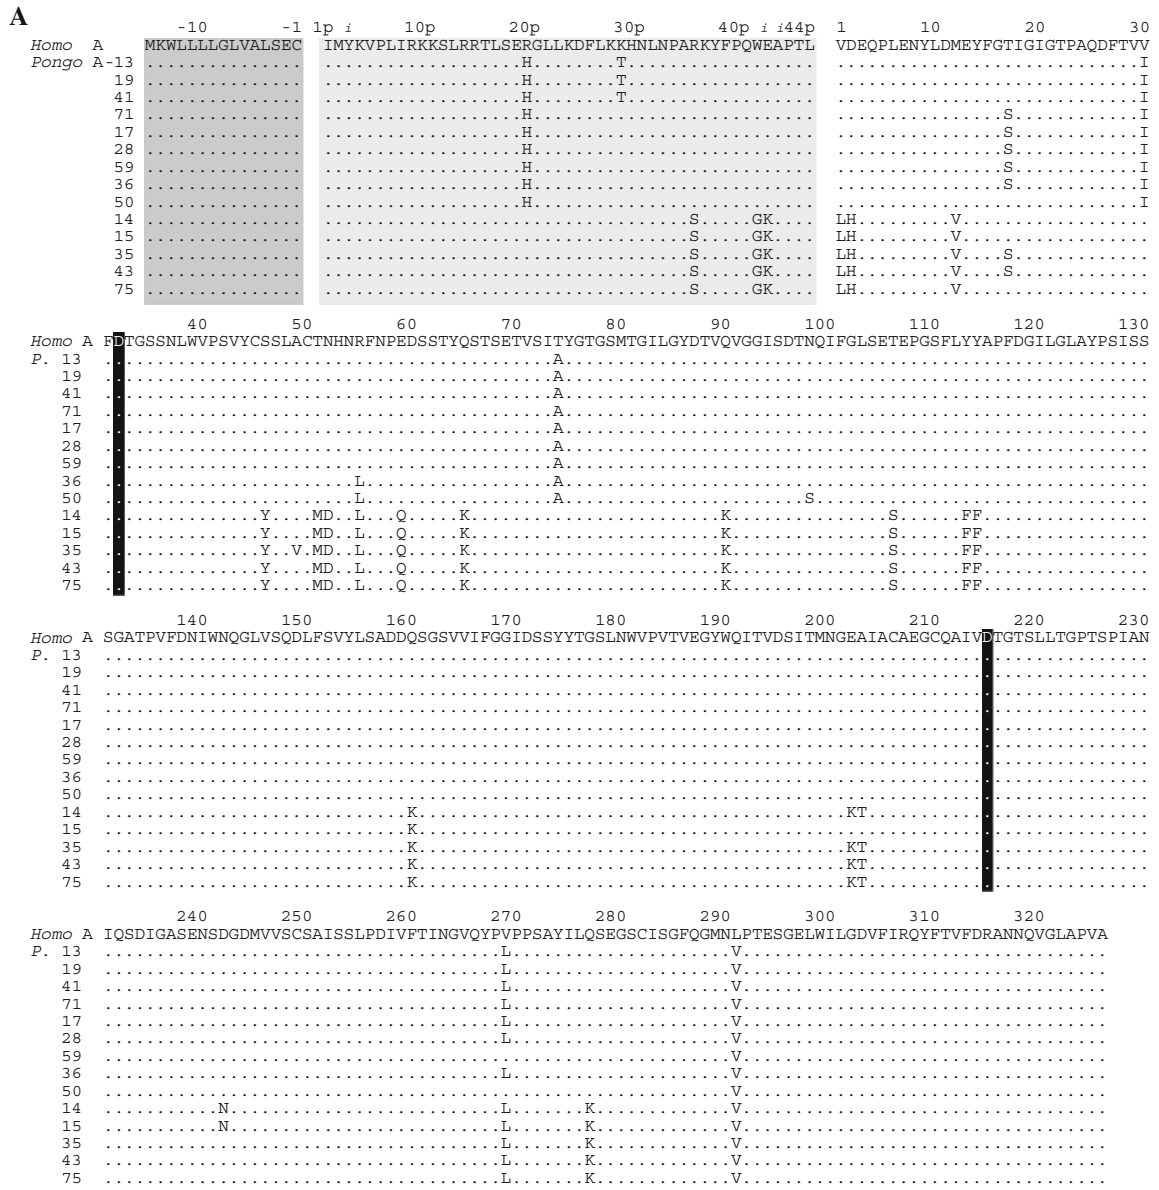 A
-10 -1 1p i 10p 20p 30p 40p i i44p 1 10 20 30
Homo A MKWLLLLGLVALSEC IMYKVPLIRKKSLRRTLSERGLLKDFLKKHNLNPARKYFPQWEAPTL VDEQPLENYLDMEYFGTIGIGTPAQDFTVV
Pongo A-13 ............... ...................H........T.................. .............................I
19 ............... ...................H........T.................. .............................I
41 ............... ...................H........T.................. .............................I
71 ............... ...................H........................... ................S............I
17 ............... ...................H........................... ................S............I
28 ............... ...................H........................... ................S............I
59 ............... ...................H........................... ................S............I
36 ............... ...................H........................... ................S............I
50 ............... ...................H........................... .............................I
14 ............... ...................................S.....GK.... LH.........V..................
15 ............... ...................................S.....GK.... LH.........V..................
35 ............... ...................................S.....GK.... LH.........V....S.............
43 ............... ...................................S.....GK.... LH.........V....S.............
75 ............... ...................................S.....GK.... LH.........V..................
40 50 60 70 80 90 100 110 120 130
Homo A FDTGSSNLWVPSVYCSSLACTNHNRFNPEDSSTYQSTSETVSITYGTGSMTGILGYDTVQVGGISDTNQIFGLSETEPGSFLYYAPFDGILGLAYPSISS
P. 13 ...........................................A........................................................
19 ...........................................A........................................................
41 ...........................................A........................................................
71 ...........................................A........................................................
17 ...........................................A........................................................
28 ...........................................A........................................................
59 ...........................................A........................................................
36 ........................L..................A........................................................
50 ........................L..................A.......................S................................
14 ...............Y....MD..L...Q.....K........................K...............S......FF................
15 ...............Y....MD..L...Q.....K........................K...............S......FF................
35 ...............Y..V.MD..L...Q.....K........................K...............S......FF................
43 ...............Y....MD..L...Q.....K........................K...............S......FF................
75 ...............Y....MD..L...Q.....K........................K...............S......FF................
140 150 160 170 180 190 200 210 220 230
Homo A SGATPVFDNIWNQGLVSQDLFSVYLSADDQSGSVVIFGGIDSSYYTGSLNWVPVTVEGYWQITVDSITMNGEAIACAEGCQAIVDTGTSLLTGPTSPIAN
P. 13 ....................................................................................................
19 ....................................................................................................
41 ....................................................................................................
71 ....................................................................................................
17 ....................................................................................................
28 ....................................................................................................
59 ....................................................................................................
36 ....................................................................................................
50 ....................................................................................................
14 .............................K.........................................KT...........................
15 .............................K......................................................................
35 .............................K.........................................KT...........................
43 .............................K.........................................KT...........................
75 .............................K.........................................KT...........................
240 250 260 270 280 290 300 310 320
Homo A IQSDIGASENSDGDMVVSCSAISSLPDIVFTINGVQYPVPPSAYILQSEGSCISGFQGMNLPTESGELWILGDVFIRQYFTVFDRANNQVGLAPVA
P. 13 ......................................L.....................V...................................
19 ......................................L.....................V...................................
41 ......................................L.....................V...................................
71 ......................................L.....................V...................................
17 ......................................L.....................V...................................
28 ......................................L.....................V...................................
59 ............................................................V...................................
36 ......................................L.....................V...................................
50 ............................................................V...................................
14 ...........N..........................L.......K.............V...................................
15 ...........N..........................L.......K.............V...................................
35 ......................................L.......K.............V...................................
43 ......................................L.......K.............V...................................
75 ......................................L.......K.............V...................................